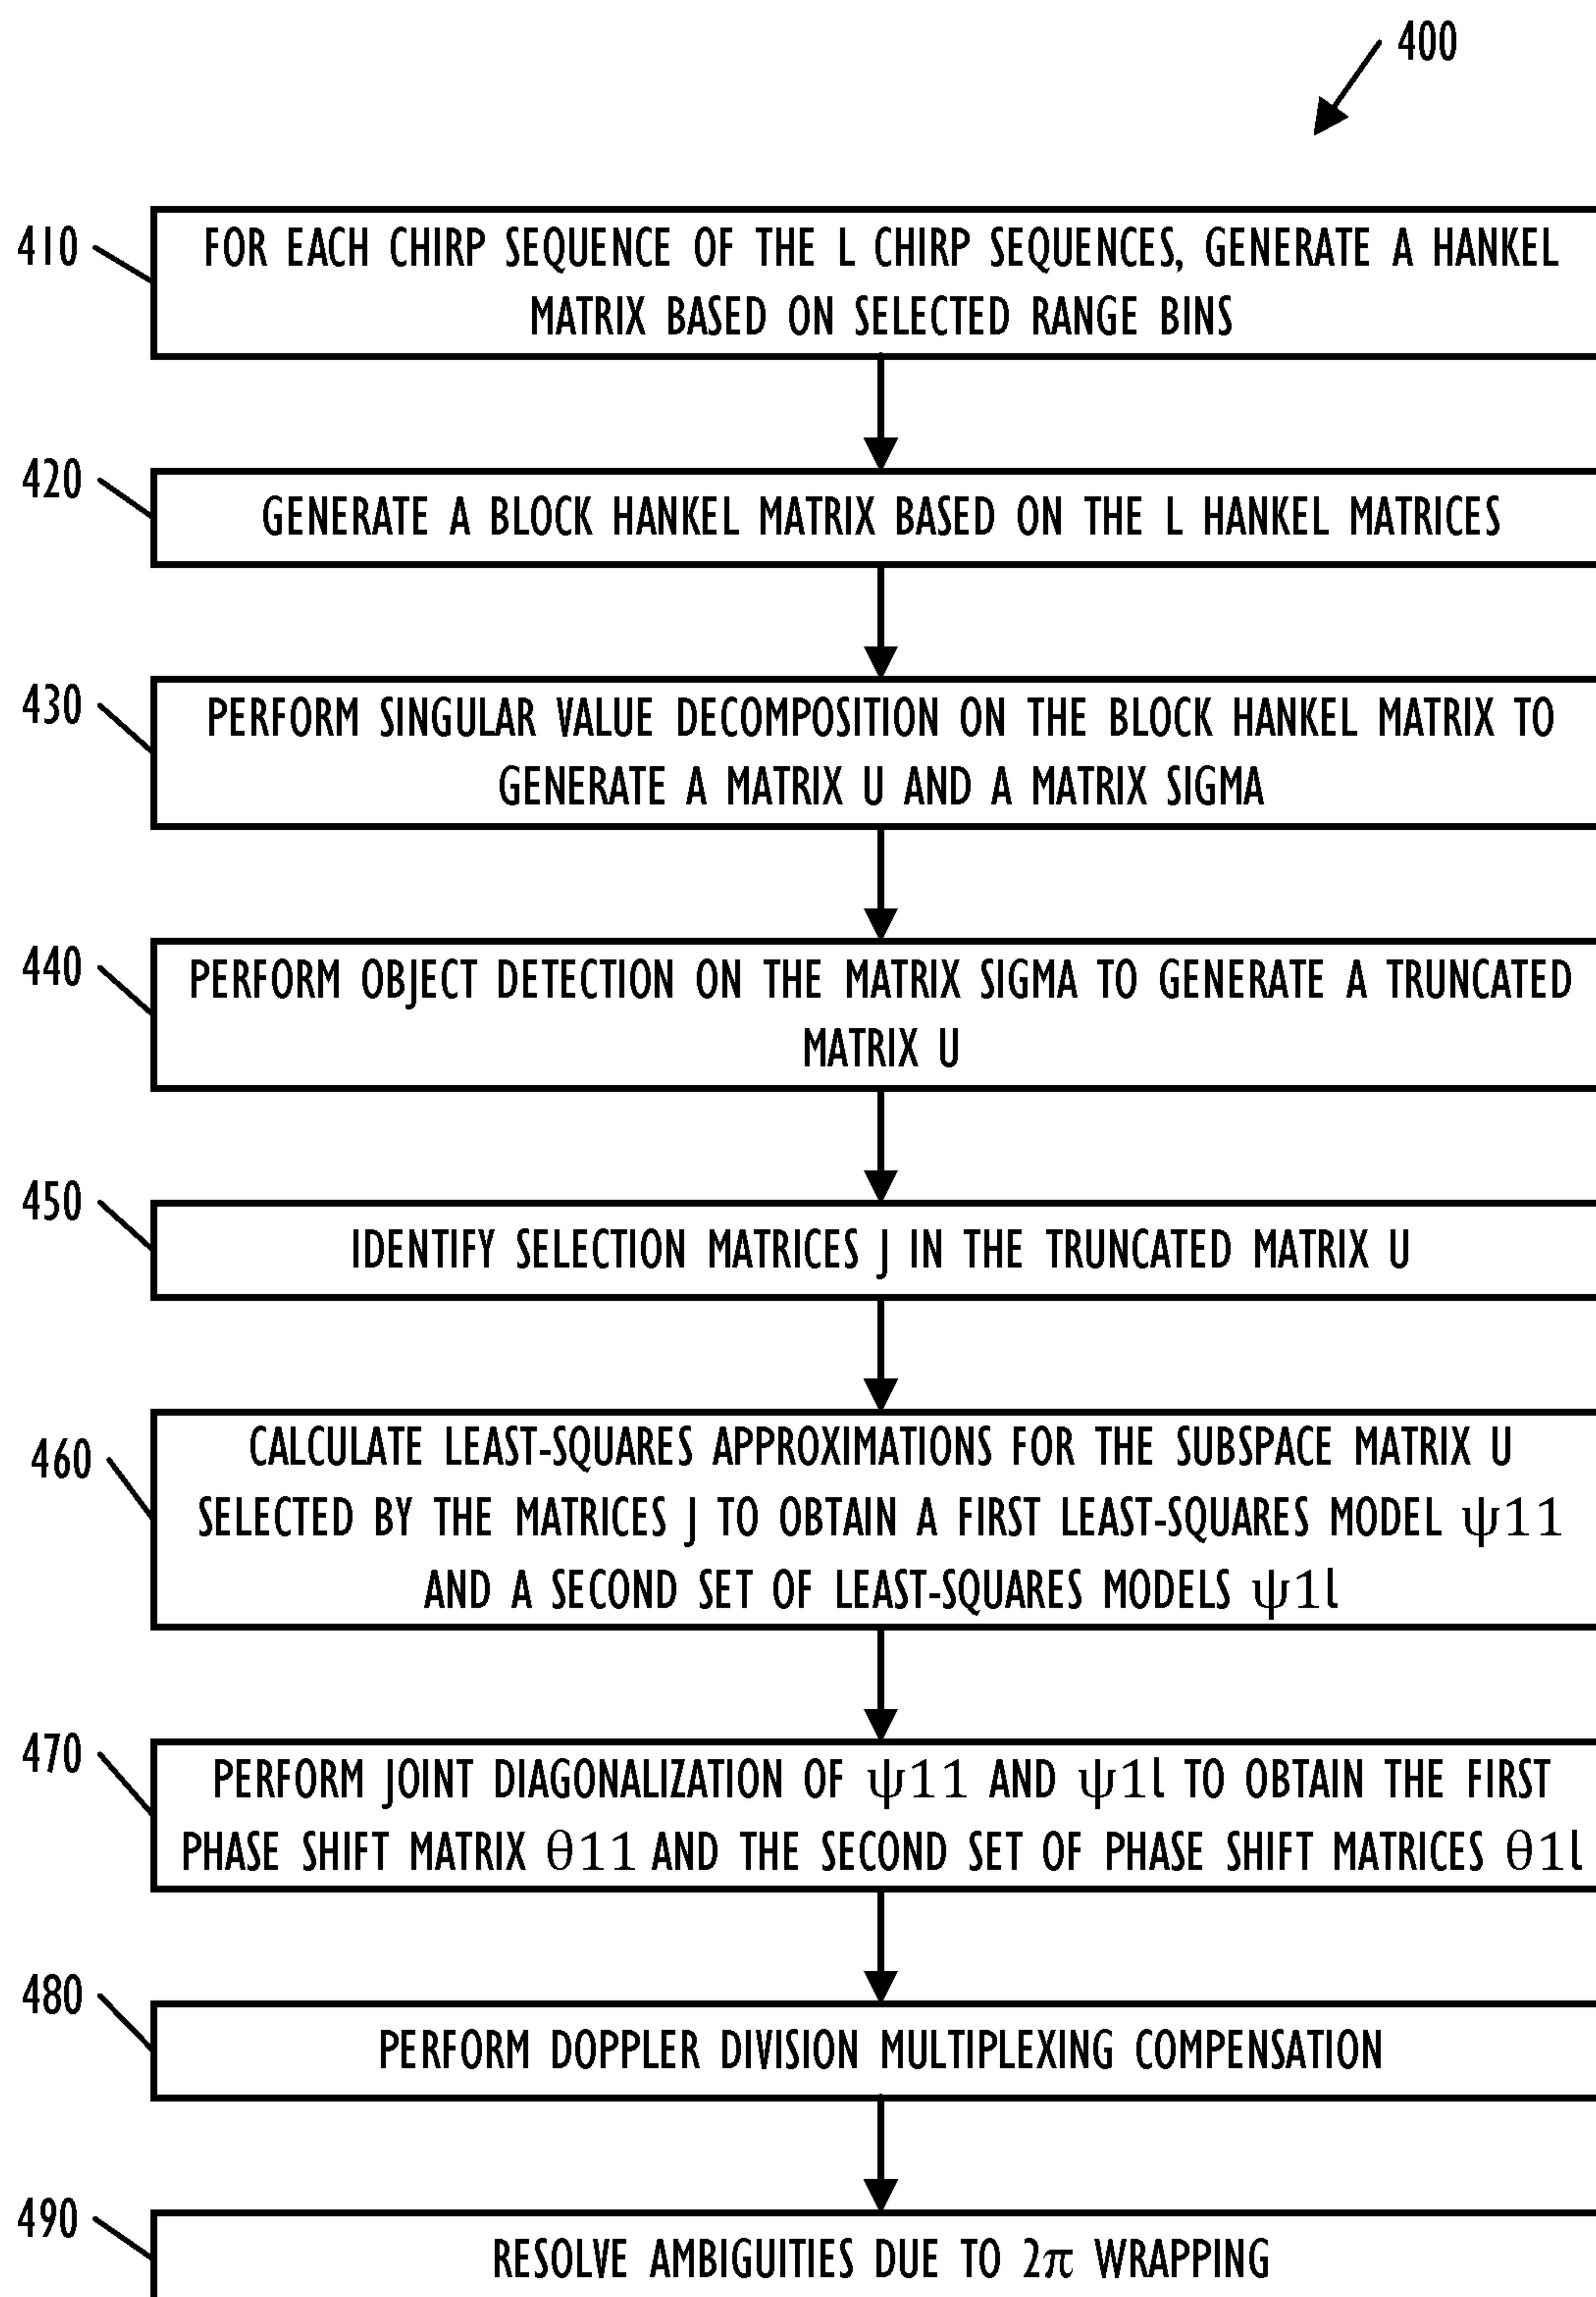 400
410
FOR EACH CHIRP SEQUENCE OF THE L CHIRP SEQUENCES, GENERATE A HANKEL
MATRIX BASED ON SELECTED RANGE BINS
420
GENERATE A BLOCK HANKEL MATRIX BASED ON THE L HANKEL MATRICES
430
PERFORM SINGULAR VALUE DECOMPOSITION ON THE BLOCK HANKEL MATRIX TO
GENERATE A MATRIX U AND A MATRIX SIGMA
440
PERFORM OBJECT DETECTION ON THE MATRIX SIGMA TO GENERATE A TRUNCATED
MATRIX U
450
IDENTIFY SELECTION MATRICES J IN THE TRUNCATED MATRIX U
460
CALCULATE LEAST-SQUARES APPROXIMATIONS FOR THE SUBSPACE MATRIX U
SELECTED BY THE MATRICES J TO OBTAIN A FIRST LEAST-SQUARES MODEL ψ11
AND A SECOND SET OF LEAST-SQUARES MODELS ψ1l
470
PERFORM JOINT DIAGONALIZATION OF ψ11 AND ψ1l TO OBTAIN THE FIRST
PHASE SHIFT MATRIX θ11 AND THE SECOND SET OF PHASE SHIFT MATRICES θ1l
480
PERFORM DOPPLER DIVISION MULTIPLEXING COMPENSATION
490
RESOLVE AMBIGUITIES DUE TO 2π WRAPPING